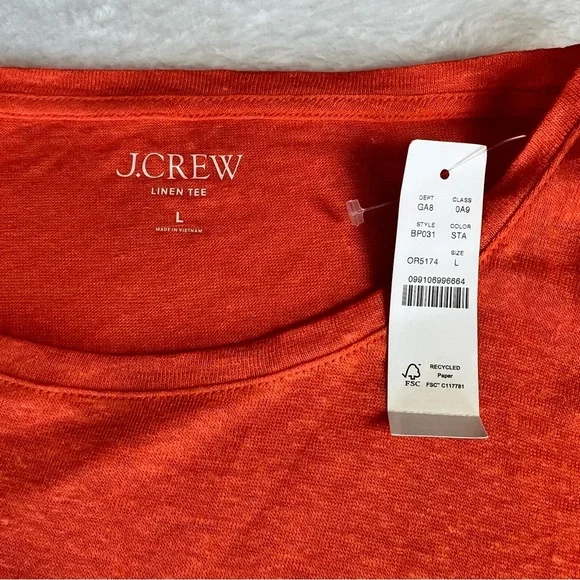 J.CREW
LINEN TEE
L
MADE IN VIETNAM
DEPT CLASS
GA8 0A9
STYLE COLOR
BP031 STA
SIZE
OR5174 L
099106996664
FSC
RECYCLED
Paper
FSC™ C117781